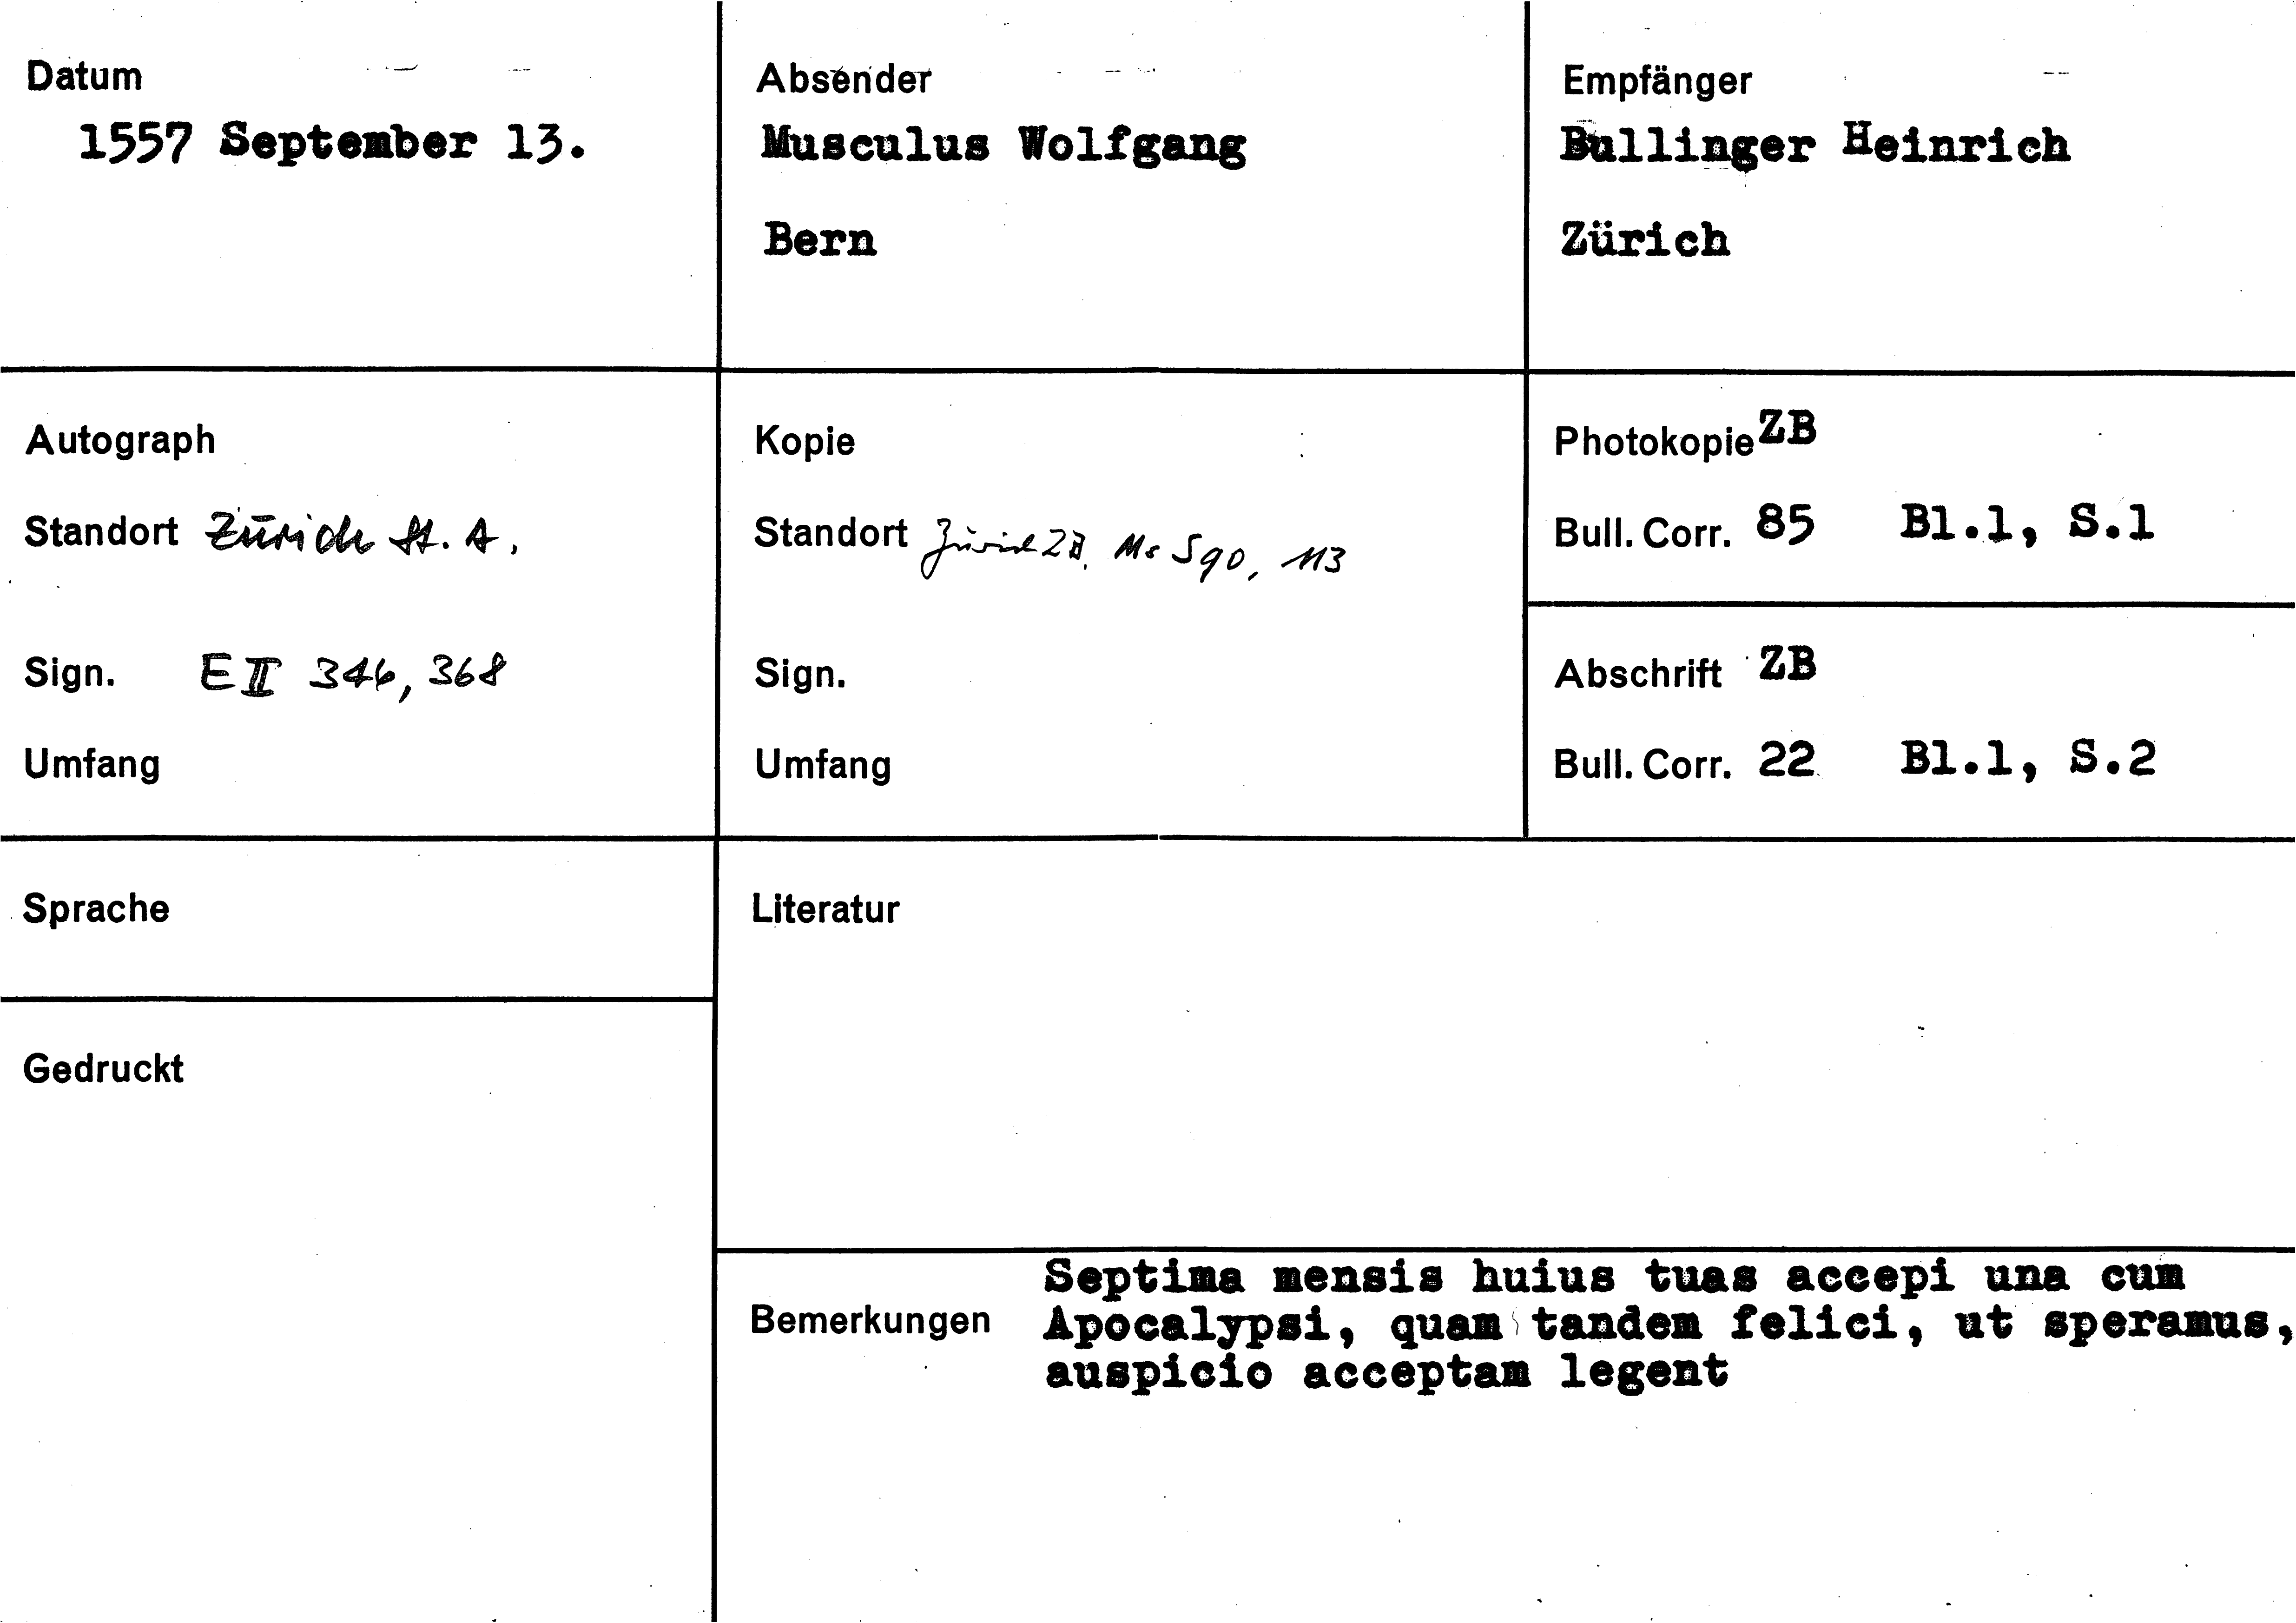 Datum
1557 September 13.
Absender
Musculus Wolfgang
Bern
Empfänger
Bullinger Heinrich
Zürich
Autograph
Standort Zürich St. A.
Sign. E II 346, 368
Umfang
Kopie
Standort Zürich ZB. Ms S 90, 113
Sign.
Umfang
Photokopie ZB
Bull. Corr. 85 Bl.1, S.1
Abschrift ZB
Bull. Corr. 22 Bl.1, S.2
Sprache
Gedruckt
Literatur
Bemerkungen
Septima mensis huius tuas accepi una cum
Apocalypsi, quam tandem felici, ut speramus,
auspicio acceptam legent